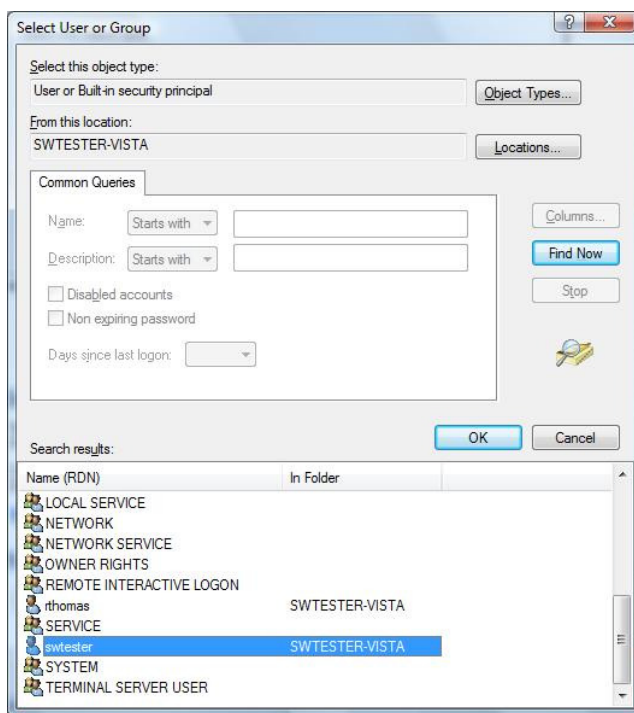 Select User or Group
Select this object type:
User or Built-in security principal
Object Types...
From this location:
SWTESTER-VISTA
Locations...
Common Queries
Name: Starts with
Columns...
Description: Starts with
Find Now
Disabled accounts
Stop
Non expiring password
Days since last logon:
OK Cancel
Search results:
Name (RDN) In Folder
LOCAL SERVICE
NETWORK
NETWORK SERVICE
OWNER RIGHTS
REMOTE INTERACTIVE LOGON
rthomas SWTESTER-VISTA
SERVICE
swtester SWTESTER-VISTA
SYSTEM
TERMINAL SERVER USER